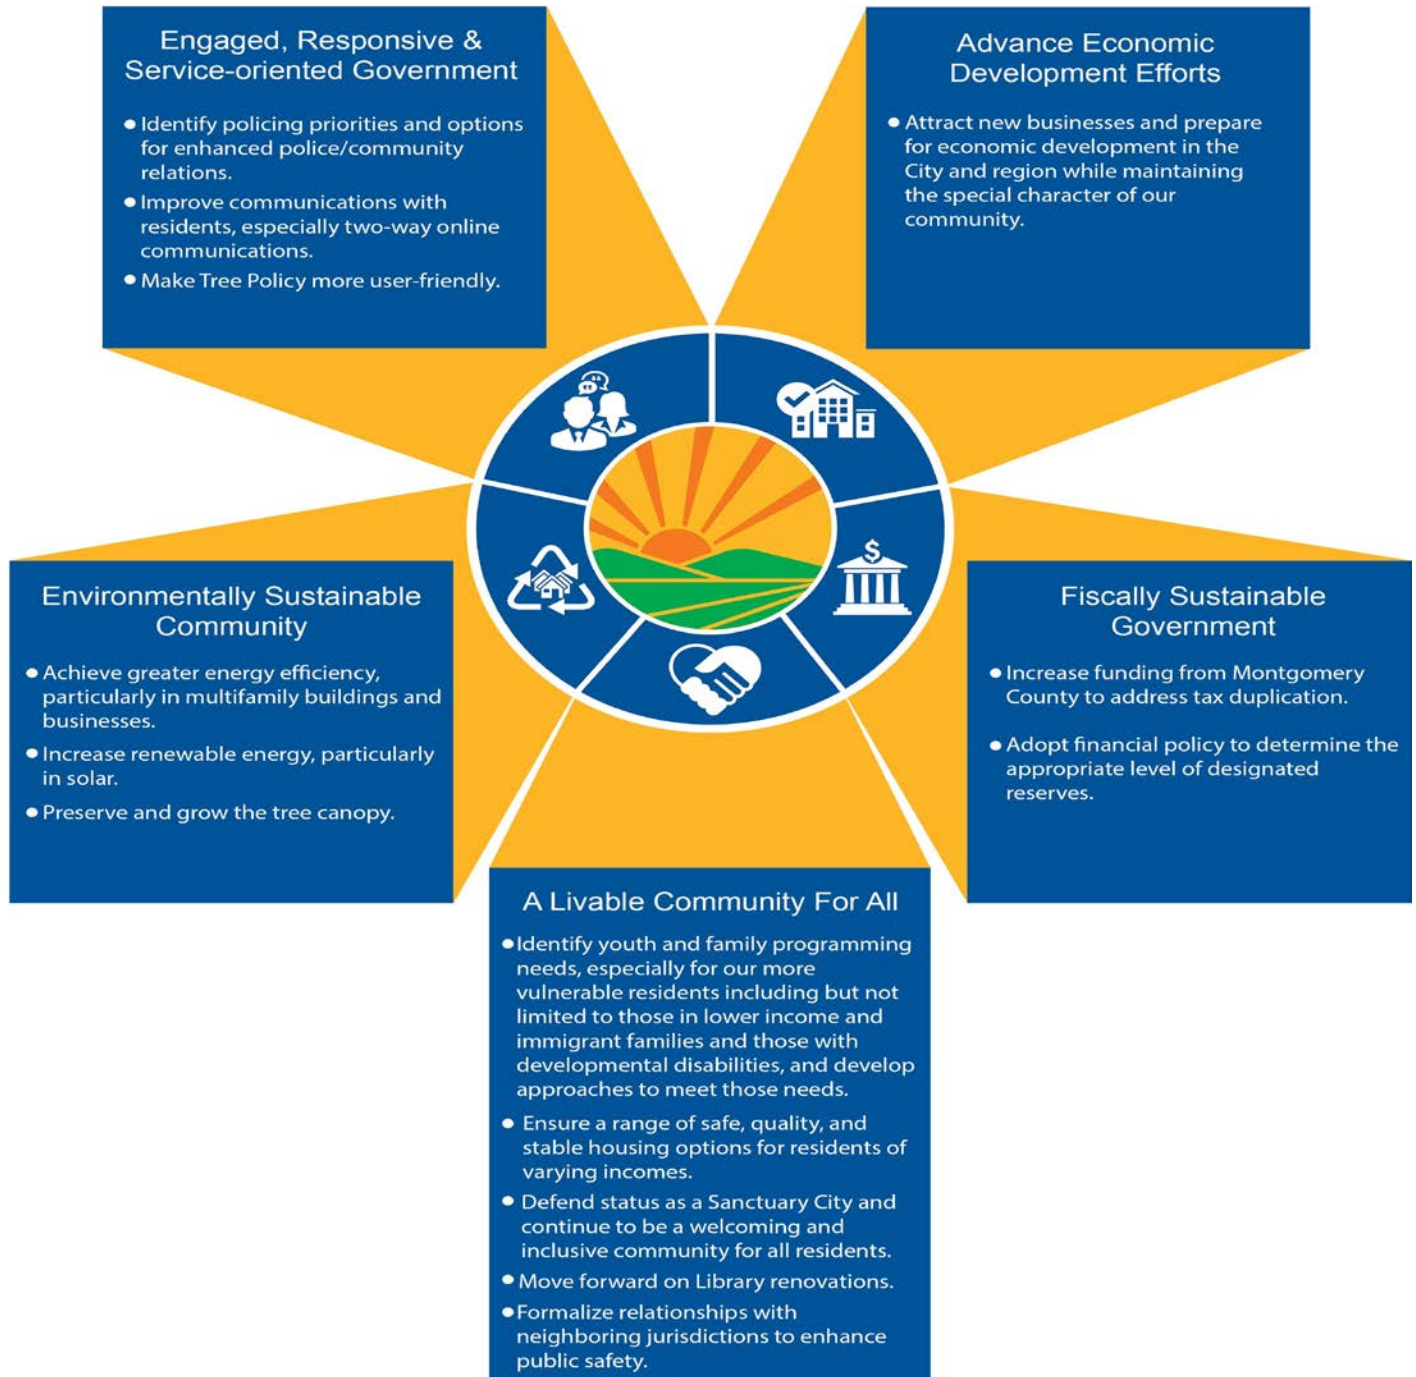 Engaged, Responsive &
Service-oriented Government
• Identify policing priorities and options
for enhanced police/community
relations.
• Improve communications with
residents, especially two-way online
communications.
• Make Tree Policy more user-friendly.
Advance Economic
Development Efforts
• Attract new businesses and prepare
for economic development in the
City and region while maintaining
the special character of our
community.
$
Environmentally Sustainable
Community
• Achieve greater energy efficiency,
particularly in multifamily buildings and
businesses.
• Increase renewable energy, particularly
in solar.
• Preserve and grow the tree canopy.
Fiscally Sustainable
Government
• Increase funding from Montgomery
County to address tax duplication.
• Adopt financial policy to determine the
appropriate level of designated
reserves.
A Livable Community For All
• Identify youth and family programming
needs, especially for our more
vulnerable residents including but not
limited to those in lower income and
immigrant families and those with
developmental disabilities, and develop
approaches to meet those needs.
• Ensure a range of safe, quality, and
stable housing options for residents of
varying incomes.
• Defend status as a Sanctuary City and
continue to be a welcoming and
inclusive community for all residents.
• Move forward on Library renovations.
• Formalize relationships with
neighboring jurisdictions to enhance
public safety.